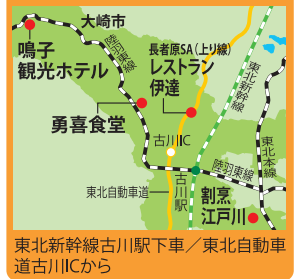 大崎市
鳴子
観光ホテル
陸羽東線
長者原SA(上り線)
レストラン
伊達
東北新幹線
勇喜食堂
古川IC
東北本線
陸羽東線
東北自動車道
古川駅
割烹
江戸川
東北新幹線古川駅下車／東北自動車
道古川ICから